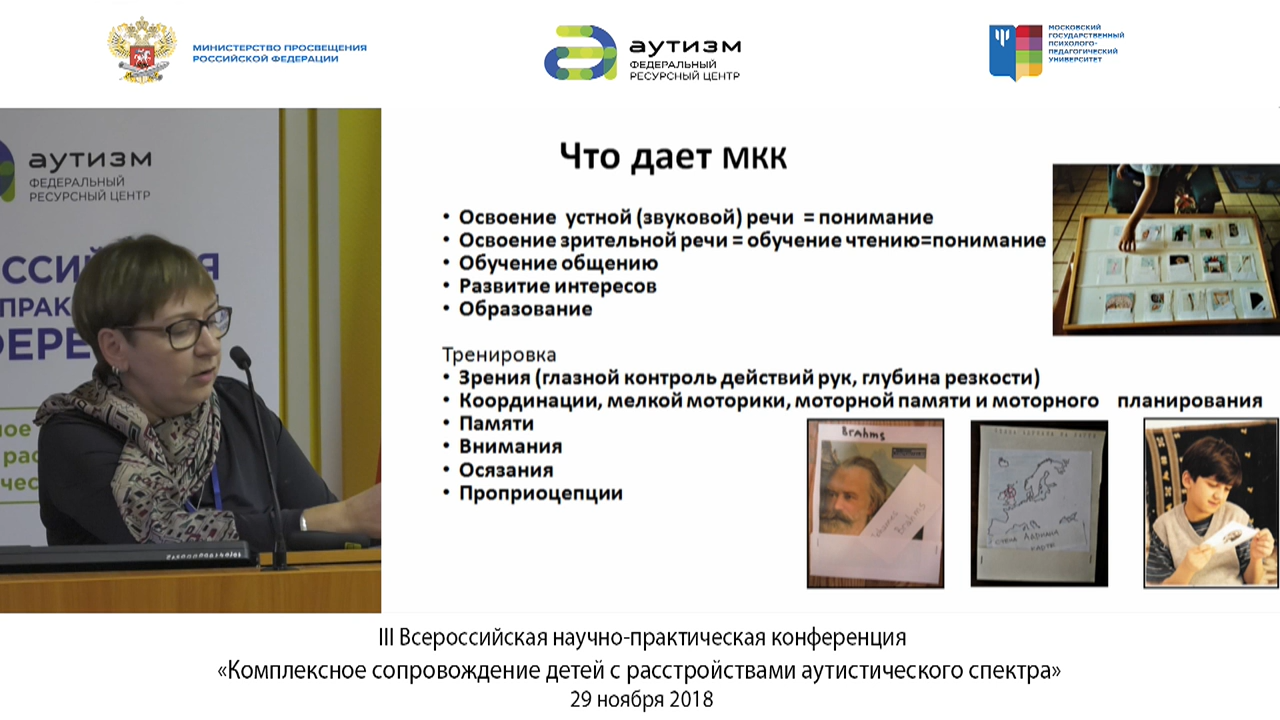 МИНИСТЕРСТВО ПРОСВЕЩЕНИЯ
РОССИЙСКОЙ ФЕДЕРАЦИИ
аутизм
ФЕДЕРАЛЬНЫЙ
РЕСУРСНЫЙ ЦЕНТР
МОСКОВСКИЙ
ГОСУДАРСТВЕННЫЙ
ПСИХОЛОГО-
ПЕДАГОГИЧЕСКИЙ
УНИВЕРСИТЕТ
аутизм
ФЕДЕРАЛЬНЫЙ
РЕСУРСНЫЙ ЦЕНТР
Что дает МКК
• Освоение устной (звуковой) речи = понимание
• Освоение зрительной речи = обучение чтению=понимание
• Обучение общению
• Развитие интересов
• Образование
Тренировка
• Зрения (глазной контроль действий рук, глубина резкости)
• Координации, мелкой моторики, моторной памяти и моторного планирования
• Памяти
• Внимания
• Осязания
• Проприоцепции
Brahms
Brahms
III Всероссийская научно-практическая конференция
«Комплексное сопровождение детей с расстройствами аутистического спектра»
29 ноября 2018